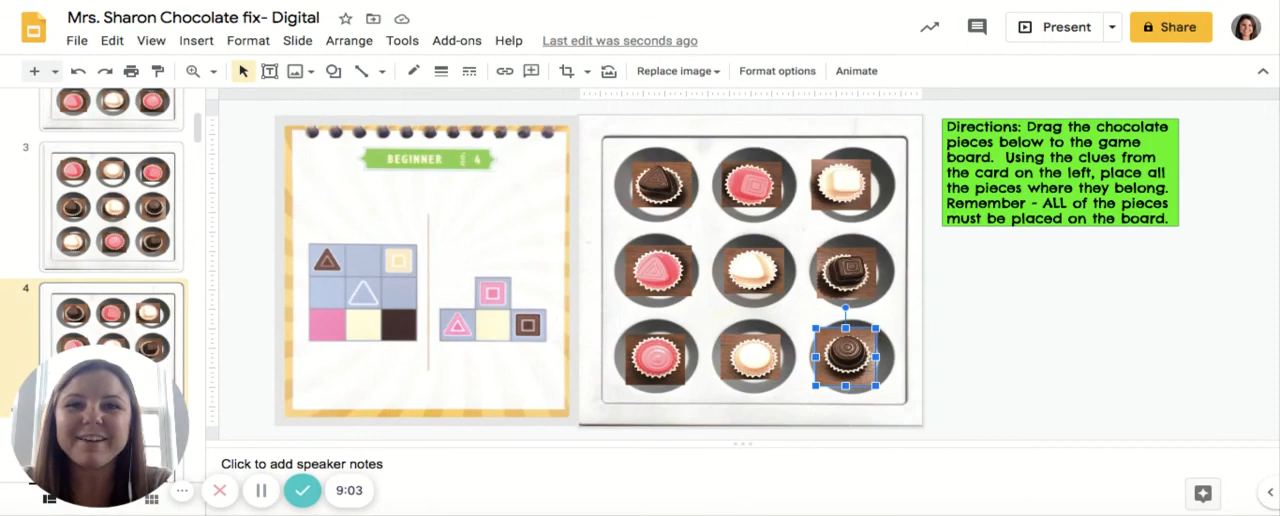 Mrs. Sharon Chocolate fix- Digital
File Edit View Insert Format Slide Arrange Tools Add-ons Help Last edit was seconds ago
Present
Share
Replace image
Format options
Animate
3
4
BEGINNER
4
Directions: Drag the chocolate
pieces below to the game
board. Using the clues from
the card on the left, place all
the pieces where they belong.
Remember - ALL of the pieces
must be placed on the board.
Click to add speaker notes
9:03